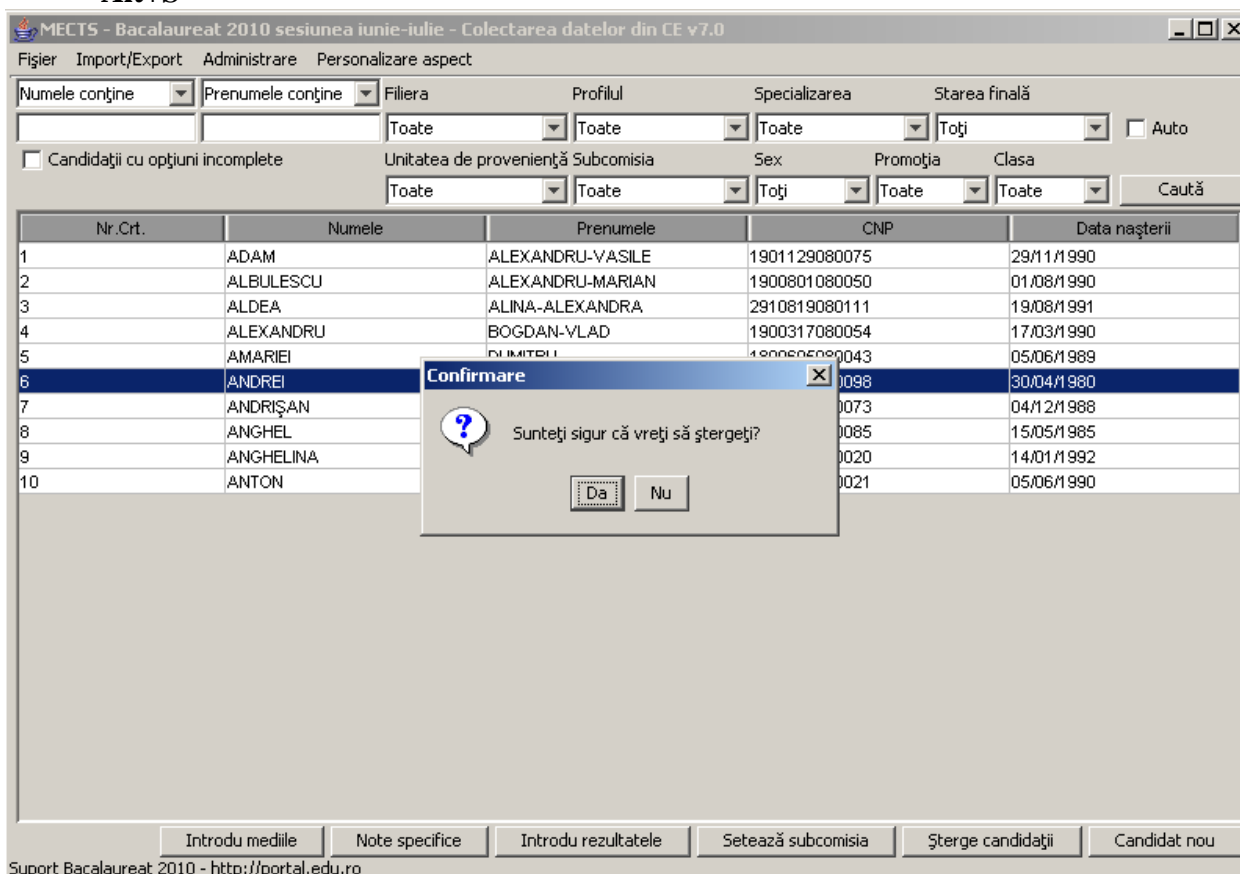 MECTS - Bacalaureat 2010 sesiunea iunie-iulie - Colectarea datelor din CE v7.0
Fişier Import/Export Administrare Personalizare aspect
Numele conţine Prenumele conţine Filiera Profilul Specializarea Starea finală
Toate Toate Toate Toţi Auto
Candidaţii cu opţiuni incomplete Unitatea de provenienţă Subcomisia Sex Promoţia Clasa
Toate Toate Toţi Toate Toate Caută
Nr.Crt. Numele Prenumele CNP Data naşterii
1 ADAM ALEXANDRU-VASILE 1901129080075 29/11/1990
2 ALBULESCU ALEXANDRU-MARIAN 1900801080050 01/08/1990
3 ALDEA ALINA-ALEXANDRA 2910819080111 19/08/1991
4 ALEXANDRU BOGDAN-VLAD 1900317080054 17/03/1990
5 AMARIEI DUMITRU 05/06/1989
6 ANDREI 0098 30/04/1980
7 ANDRIŞAN 0073 04/12/1988
8 ANGHEL 0085 15/05/1985
9 ANGHELINA 0020 14/01/1992
10 ANTON 0021 05/06/1990
Confirmare
Sunteţi sigur că vreţi să ştergeţi?
Da Nu
Introdu mediile Note specifice Introdu rezultatele Setează subcomisia Şterge candidaţii Candidat nou
Suport Bacalaureat 2010 - http://portal.edu.ro